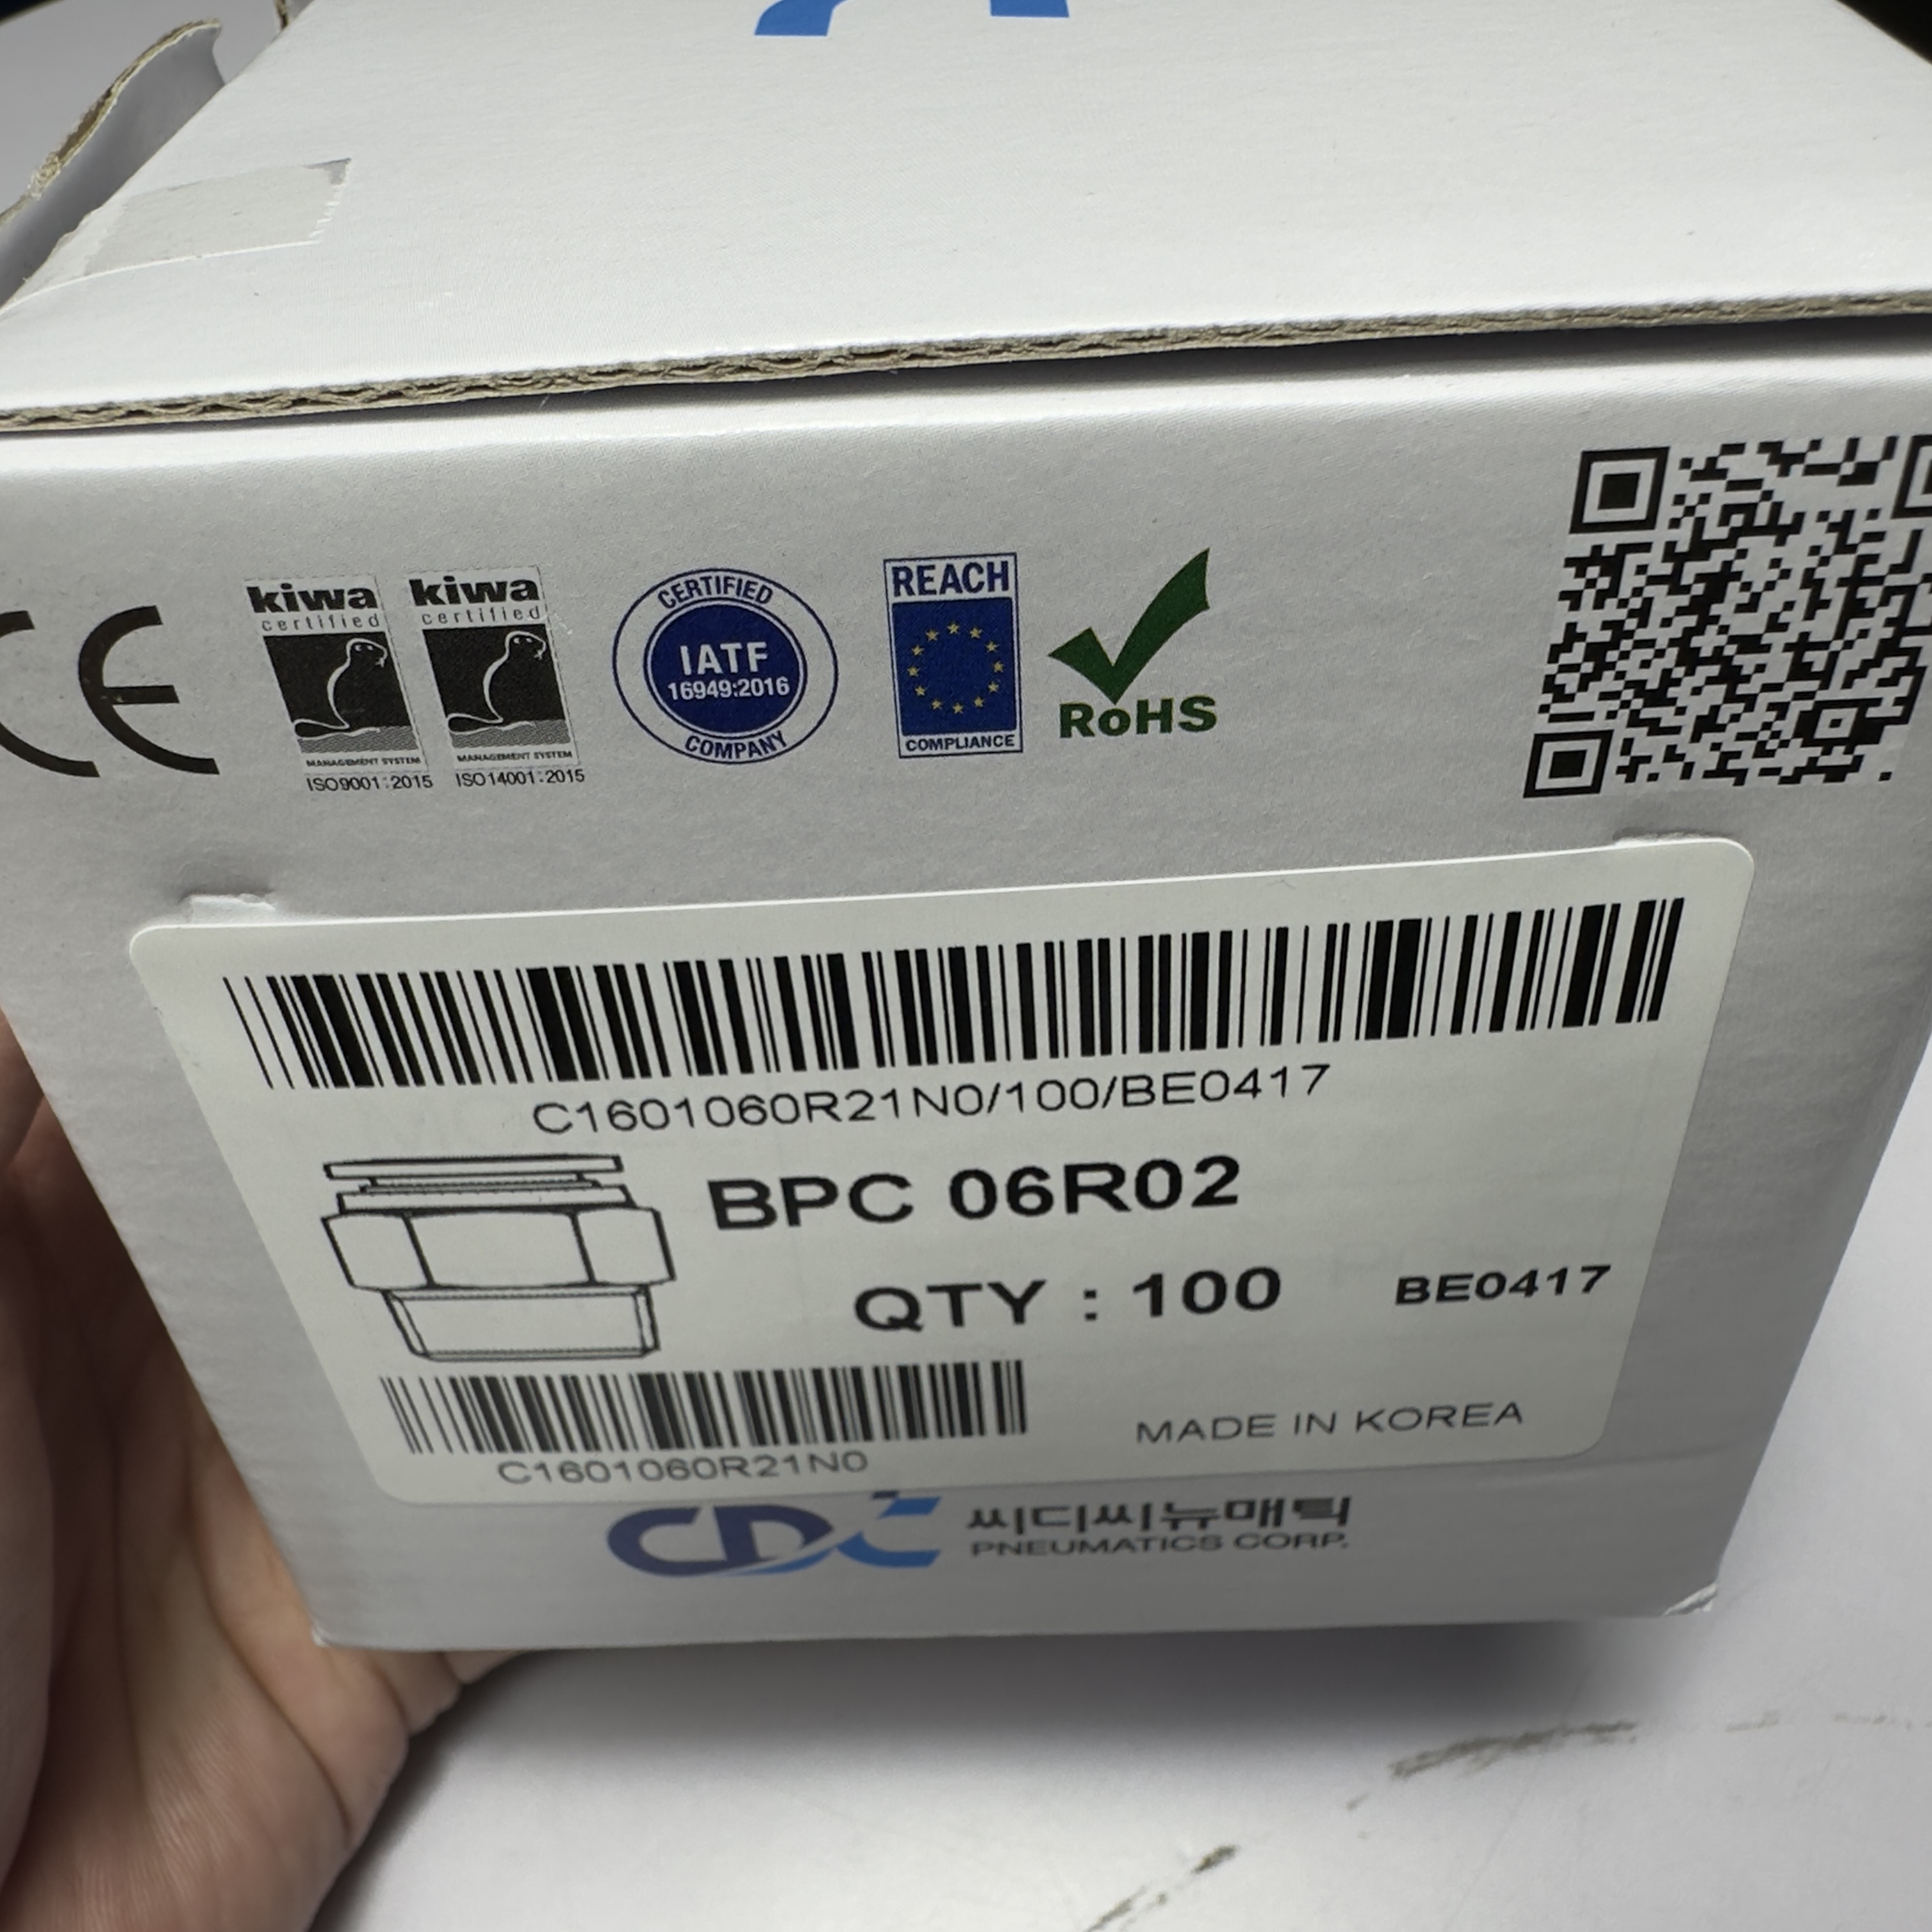 CE
kiwa
certified
MANAGEMENT SYSTEM
ISO9001:2015
kiwa
certified
MANAGEMENT SYSTEM
ISO14001:2015
CERTIFIED
IATF
16949:2016
COMPANY
REACH
COMPLIANCE
RoHS
C1601060R21N0/100/BE0417
BPC 06R02
QTY : 100
BE0417
C1601060R21N0
MADE IN KOREA
CDC
씨디씨뉴매틱
PNEUMATICS CORP.